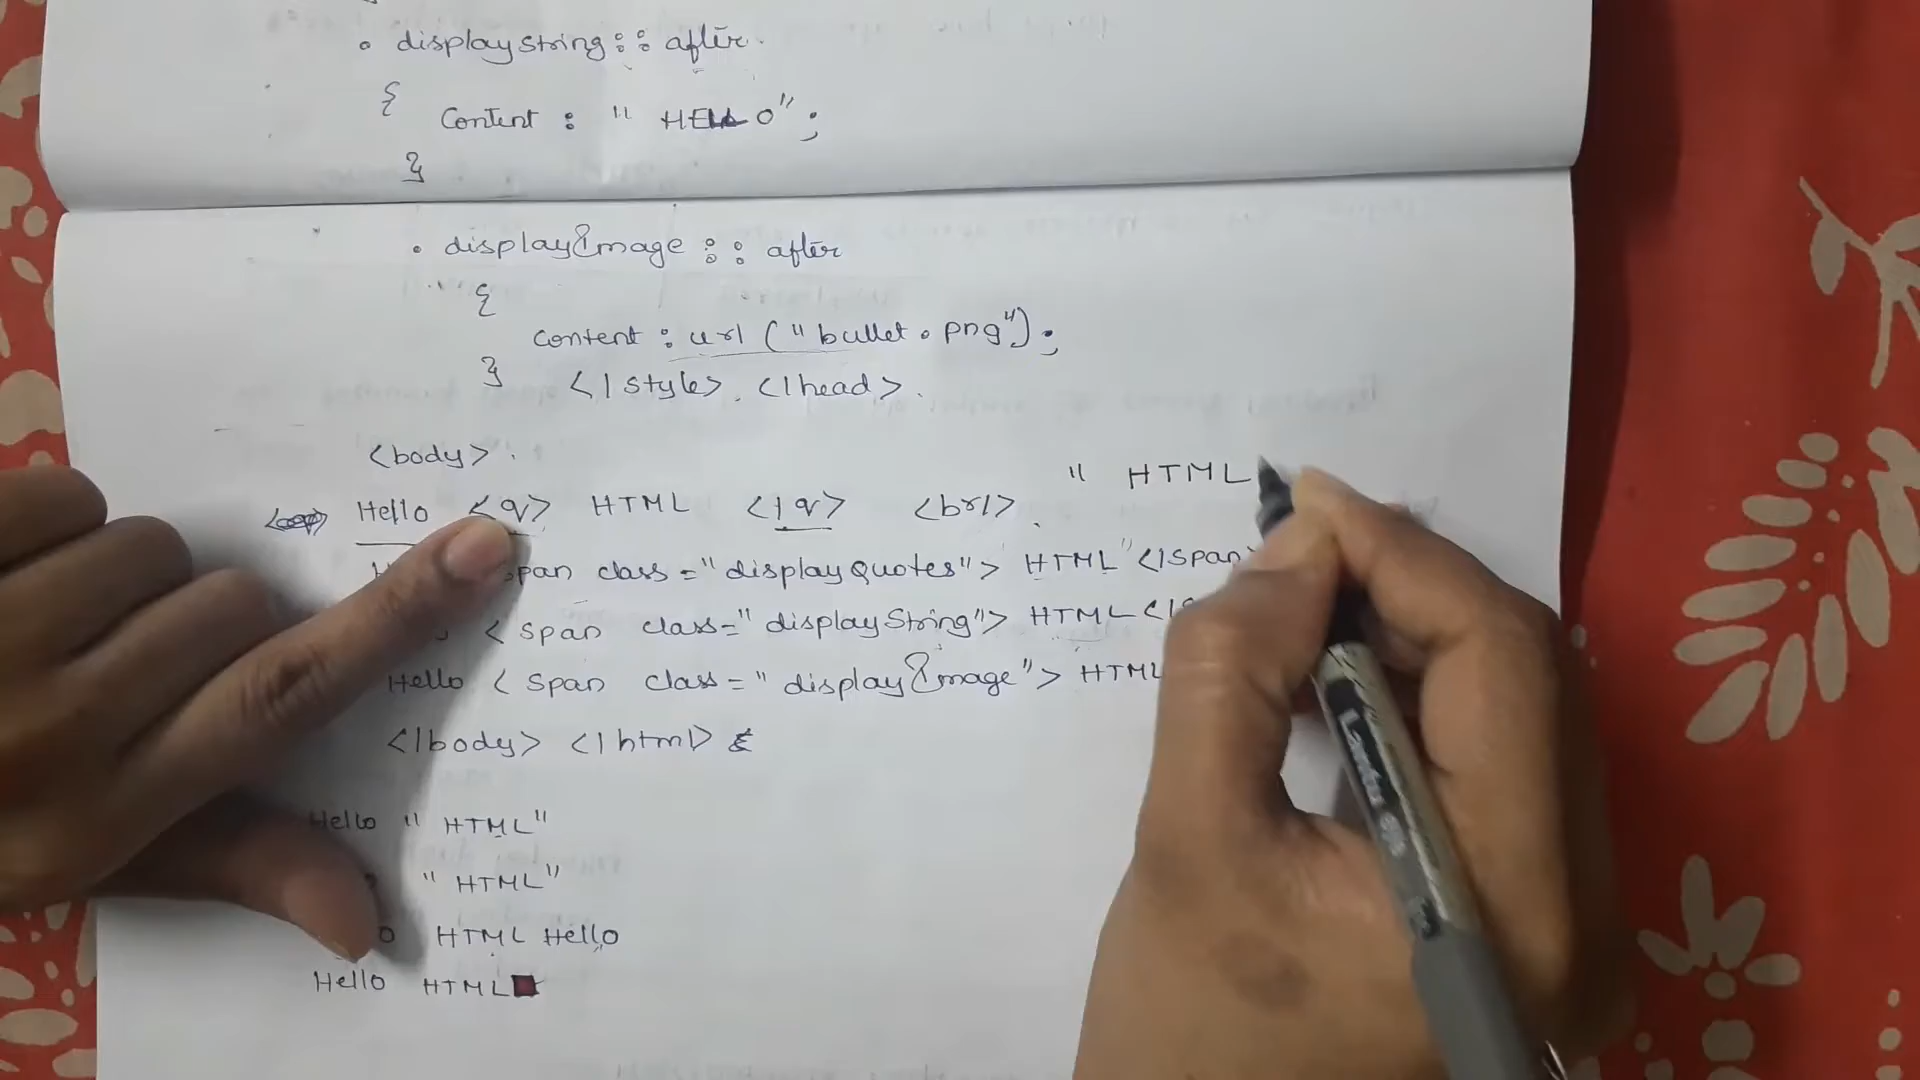 . displayString :: after.
{
Content : " HELLO" ;
}
. displayImage :: after
{
content : url ("bullet.png");
}
</style>. </head>.
<body>.
" HTML
Hello <q> HTML </q> <br/>.
span class="displayQuotes"> HTML" </span>
< span class="displayString"> HTML </s
Hello < span class="displayImage"> HTML
</body> </html>
Hello " HTML"
" HTML"
HTML Hello
Hello HTML